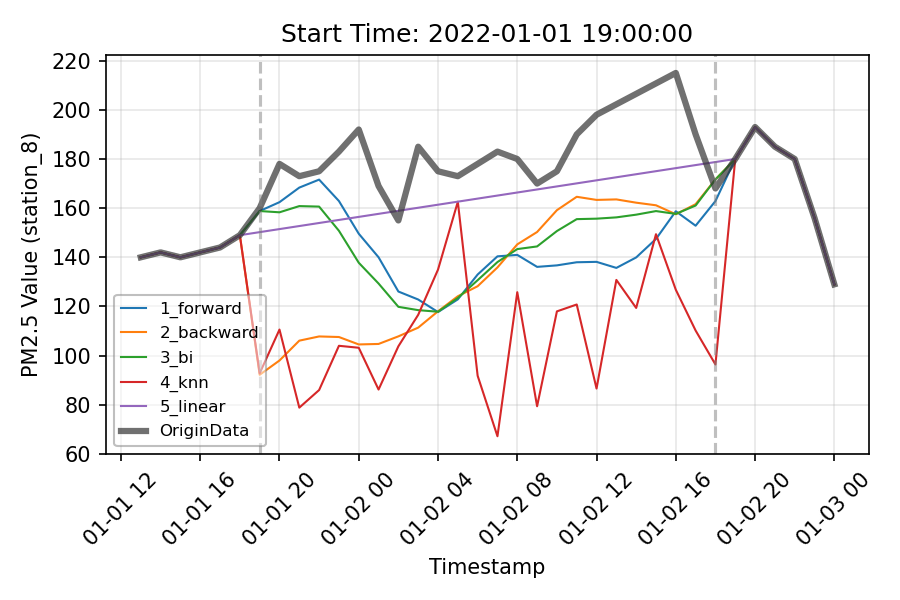 Start Time: 2022-01-01 19:00:00
PM2.5 Value (station_8)
220
200
180
160
140
120
100
80
60
1_forward
2_backward
3_bi
4_knn
5_linear
OriginData
01-01 12
01-01 16
01-01 20
01-02 00
01-02 04
01-02 08
01-02 12
01-02 16
01-02 20
01-03 00
Timestamp